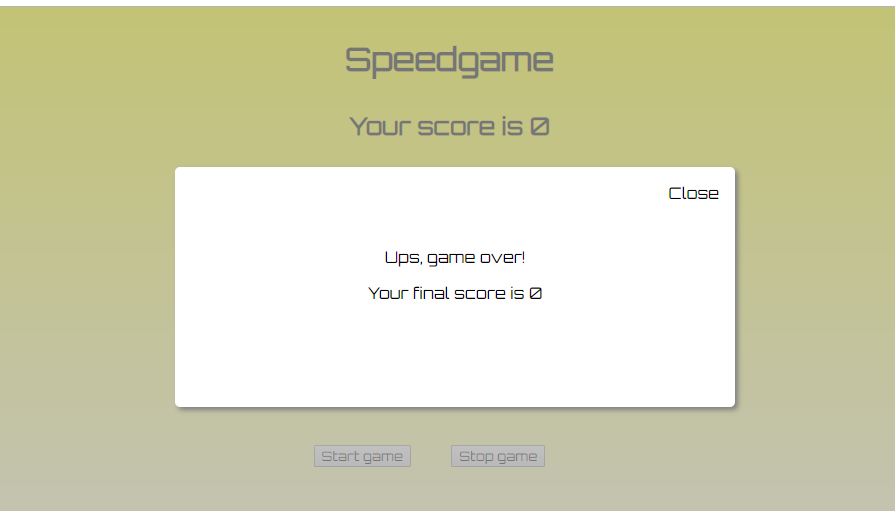 Speedgame
Your score is 0
Close
Ups, game over!
Your final score is 0
Start game
Stop game